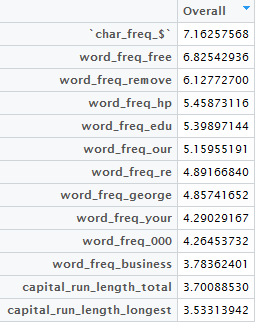 Overall
`char_freq_$` 7.16257568
word_freq_free 6.82542936
word_freq_remove 6.12772700
word_freq_hp 5.45873116
word_freq_edu 5.39897144
word_freq_our 5.15955191
word_freq_re 4.89166840
word_freq_george 4.85741652
word_freq_your 4.29029167
word_freq_000 4.26453732
word_freq_business 3.78362401
capital_run_length_total 3.70088530
capital_run_length_longest 3.53313942